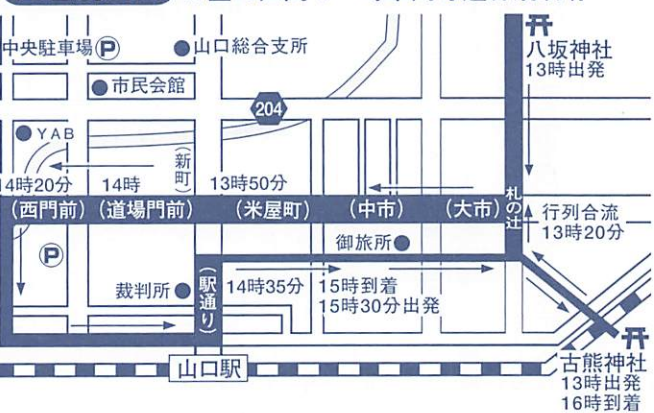 中央駐車場Ⓟ
●山口総合支所
八坂神社
13時出発
●市民会館
204
●YAB
(新町)
4時20分
14時
13時50分
(西門前)
(道場門前)
(米屋町)
(中市)
(大市)
札の辻
行列合流
13時20分
御旅所●
Ⓟ
裁判所●
(駅通り)
14時35分
15時到着
15時30分出発
山口駅
古熊神社
13時出発
16時到着